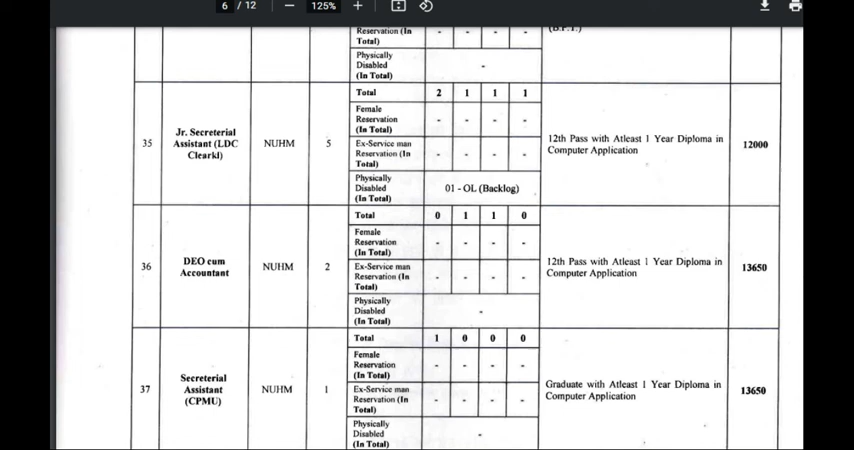 6 / 12
125%
Reservation (In
Total)
- - - -
(B.P.T.)
Physically
Disabled
(In Total)
-
35
Jr. Secreterial
Assistant (LDC
Clearkl)
NUHM
5
Total
2 1 1 1
Female
Reservation
(In Total)
- - - -
Ex-Service man
Reservation (In
Total)
- - - -
Physically
Disabled
(In Total)
01 - OL (Backlog)
12th Pass with Atleast 1 Year Diploma in
Computer Application
12000
36
DEO cum
Accountant
NUHM
2
Total
0 1 1 0
Female
Reservation
(In Total)
- - - -
Ex-Service man
Reservation (In
Total)
- - - -
Physically
Disabled
(In Total)
-
12th Pass with Atleast 1 Year Diploma in
Computer Application
13650
37
Secreterial
Assistant
(CPMU)
NUHM
1
Total
1 0 0 0
Female
Reservation
(In Total)
- - - -
Ex-Service man
Reservation (In
Total)
- - - -
Physically
Disabled
(In Total)
-
Graduate with Atleast 1 Year Diploma in
Computer Application
13650